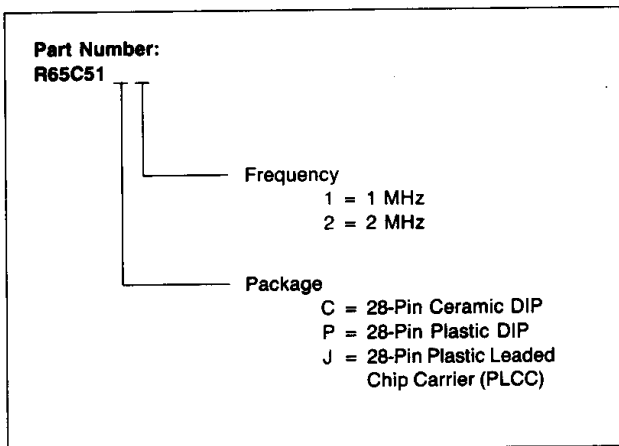 Part Number:
R65C51 _ _
Frequency
1 = 1 MHz
2 = 2 MHz
Package
C = 28-Pin Ceramic DIP
P = 28-Pin Plastic DIP
J = 28-Pin Plastic Leaded
Chip Carrier (PLCC)